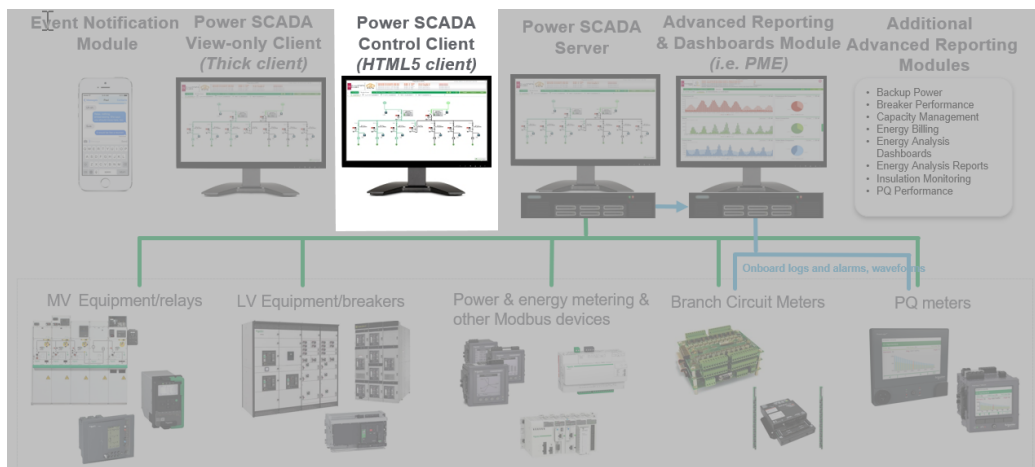 Event Notification
Module
Power SCADA
View-only Client
(Thick client)
Power SCADA
Control Client
(HTML5 client)
Power SCADA
Server
Advanced Reporting
& Dashboards Module
(i.e. PME)
Additional
Advanced Reporting
Modules
• Backup Power
• Breaker Performance
• Capacity Management
• Energy Billing
• Energy Analysis
Dashboards
• Energy Analysis Reports
• Insulation Monitoring
• PQ Performance
Onboard logs and alarms, waveforms
MV Equipment/relays
LV Equipment/breakers
Power & energy metering &
other Modbus devices
Branch Circuit Meters
PQ meters